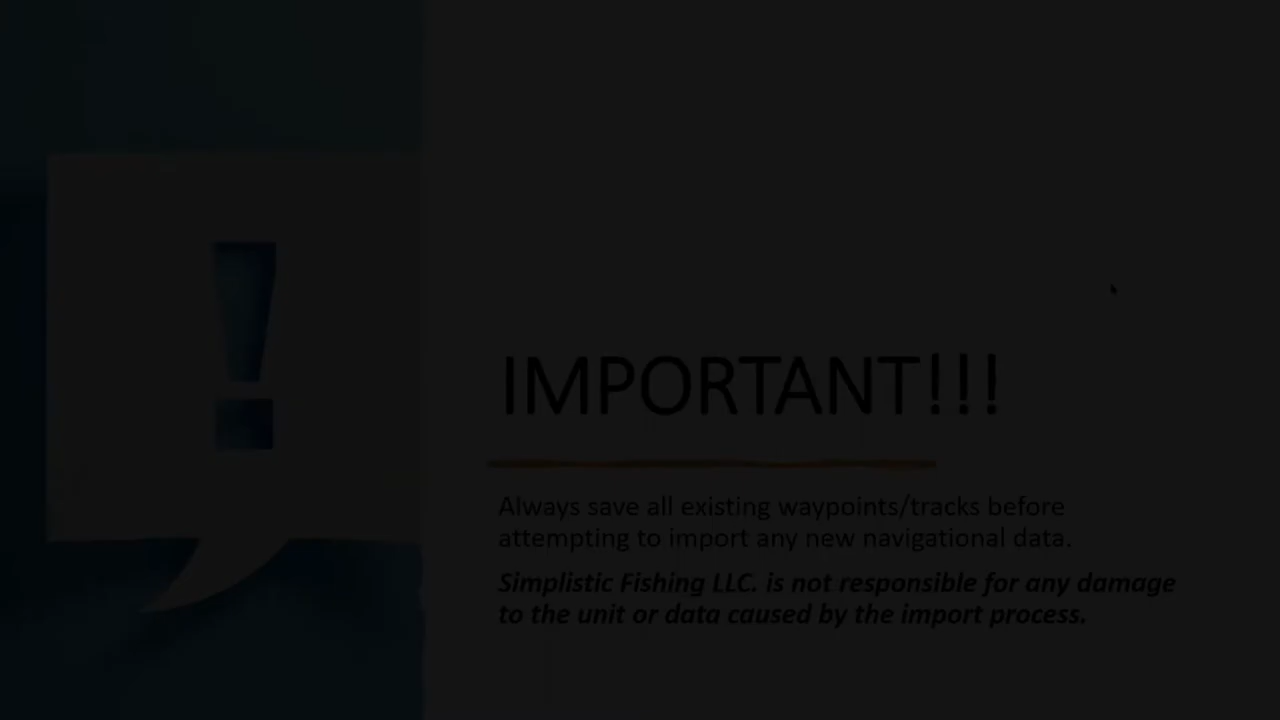 IMPORTANT!!!
Always save all existing waypoints/tracks before
attempting to import any new navigational data.
Simplistic Fishing LLC. is not responsible for any damage
to the unit or data caused by the import process.